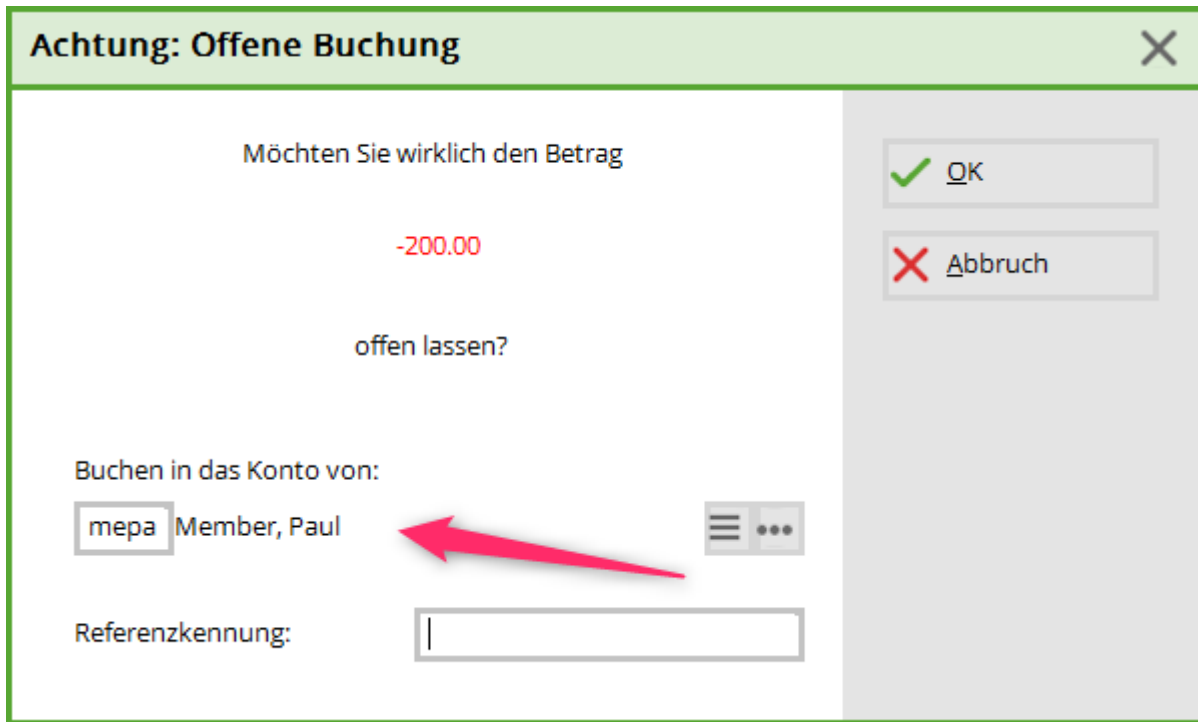 Achtung: Offene Buchung
Möchten Sie wirklich den Betrag
-200.00
offen lassen?
OK
Abbruch
Buchen in das Konto von:
mepa Member, Paul
Referenzkennung: